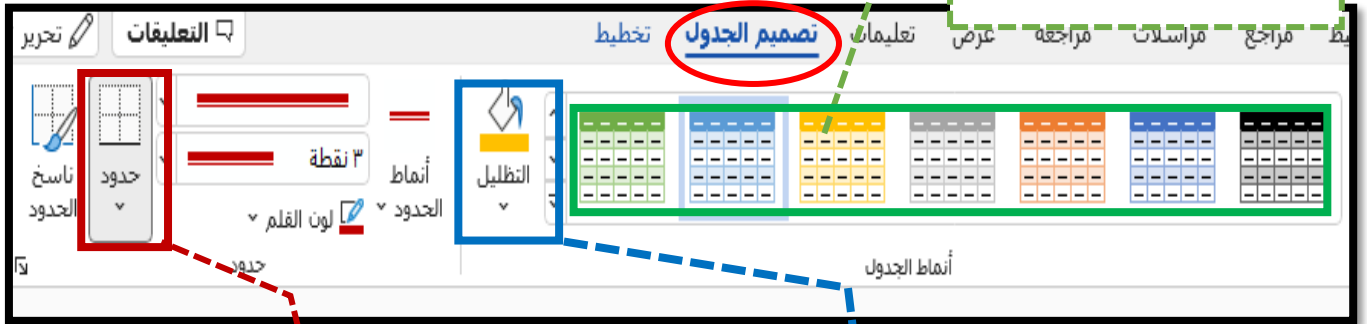 مراجع مراسلات مراجعة عرض تعليمات تصميم الجدول تخطيط
التعليقات
تحرير
التظليل
أنماط الحدود
٣ نقطة
لون القلم
حدود
ناسخ الحدود
أنماط الجدول
حدود